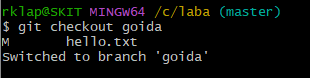 rklap@SKIT MINGW64 /c/laba (master)
$ git checkout goida
M       hello.txt
Switched to branch 'goida'